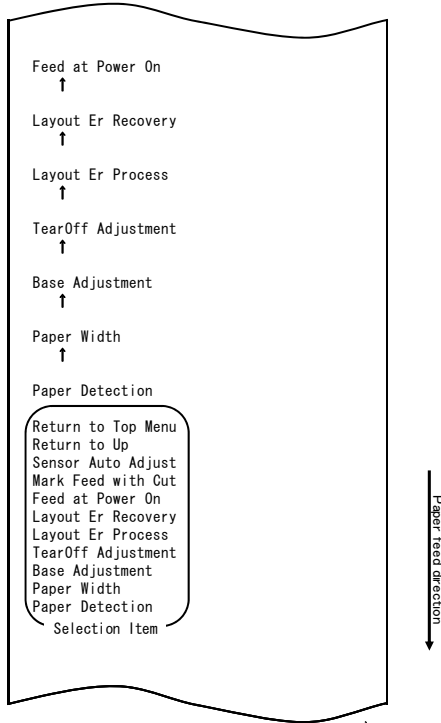 Feed at Power On
↑
Layout Er Recovery
↑
Layout Er Process
↑
TearOff Adjustment
↑
Base Adjustment
↑
Paper Width
↑
Paper Detection
Return to Top Menu
Return to Up
Sensor Auto Adjust
Mark Feed with Cut
Feed at Power On
Layout Er Recovery
Layout Er Process
TearOff Adjustment
Base Adjustment
Paper Width
Paper Detection
Selection Item
Paper feed direction